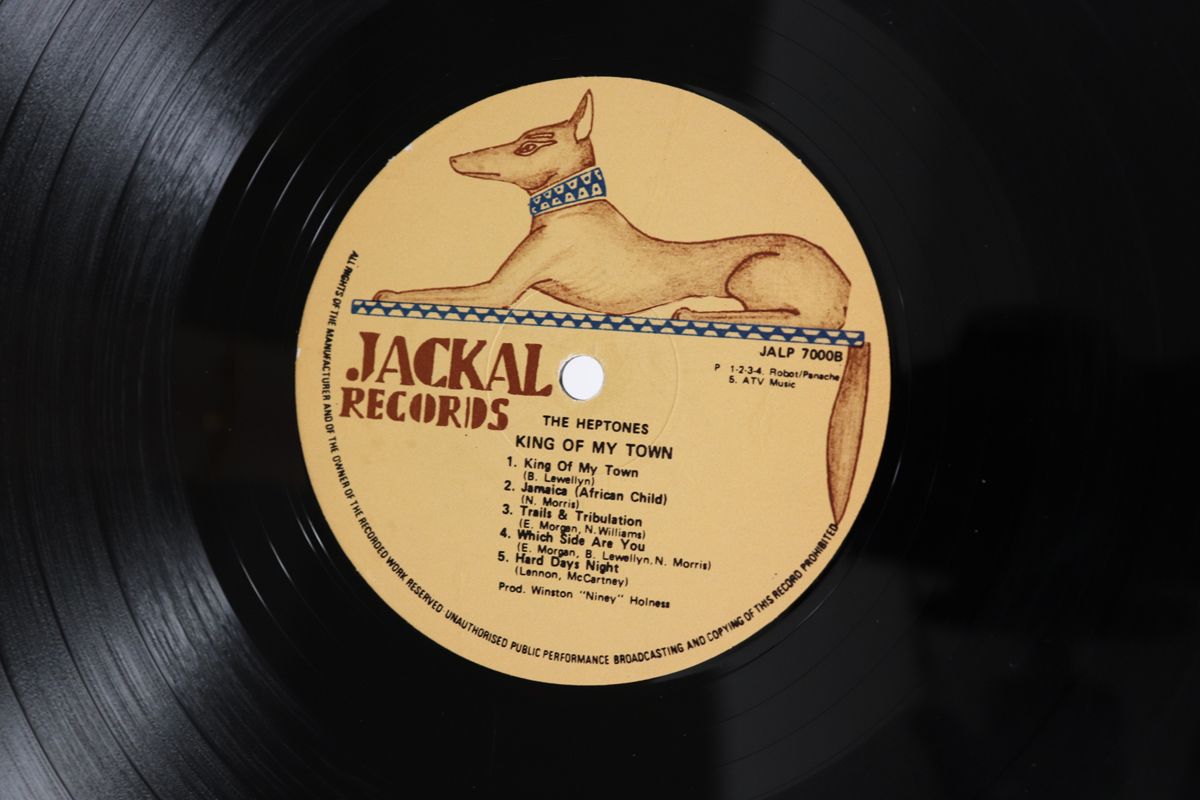 JACKAL
RECORDS
JALP 7000B
P 1-2-3-4. Robot/Panache
5. ATV Music
THE HEPTONES
KING OF MY TOWN
1. King Of My Town
(B. Lewellyn)
2. Jamaica (African Child)
(N. Morris)
3. Trails & Tribulation
(E. Morgan, N. Williams)
4. Which Side Are You
(E. Morgan, B. Lewellyn, N. Morris)
5. Hard Days Night
(Lennon, McCartney)
Prod. Winston "Niney" Holness
ALL RIGHTS OF THE MANUFACTURER AND OF THE OWNER OF THE RECORDED WORK RESERVED UNAUTHORISED PUBLIC PERFORMANCE BROADCASTING AND COPYING OF THIS RECORD PROHIBITED